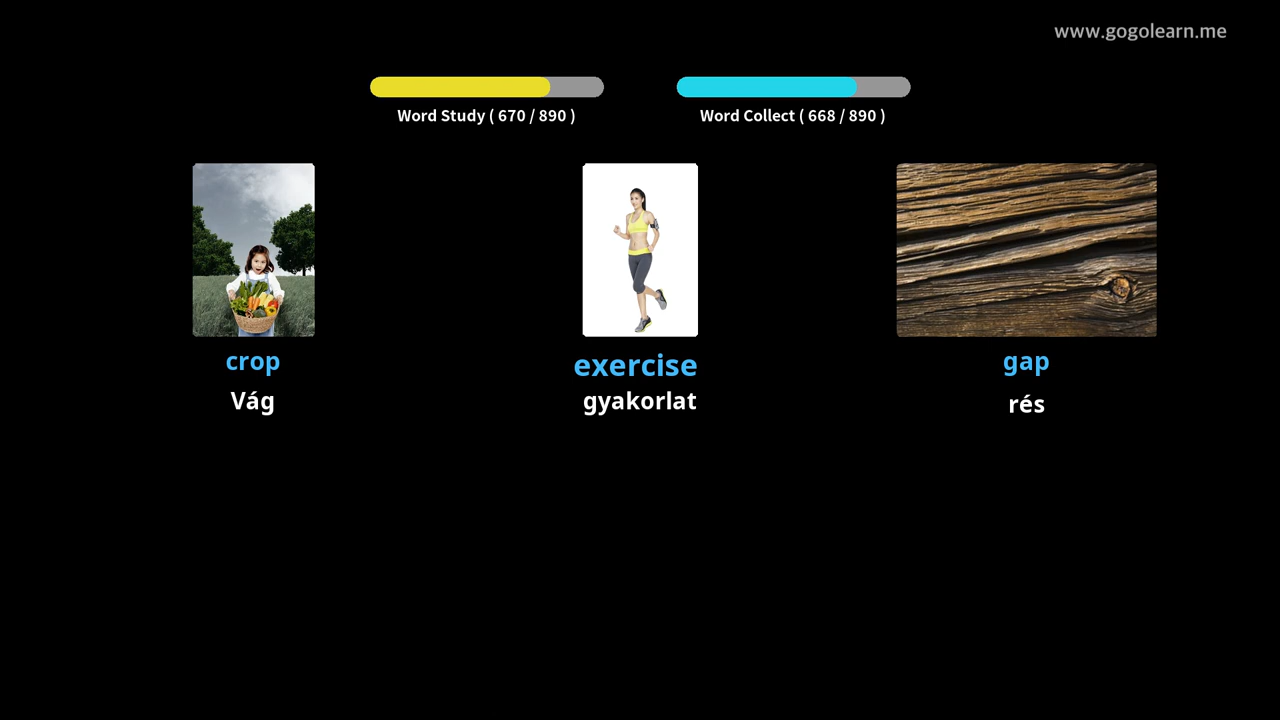 www.gogolearn.me
Word Study ( 670 / 890 )
Word Collect ( 668 / 890 )
crop
exercise
gap
Vág
gyakorlat
rés